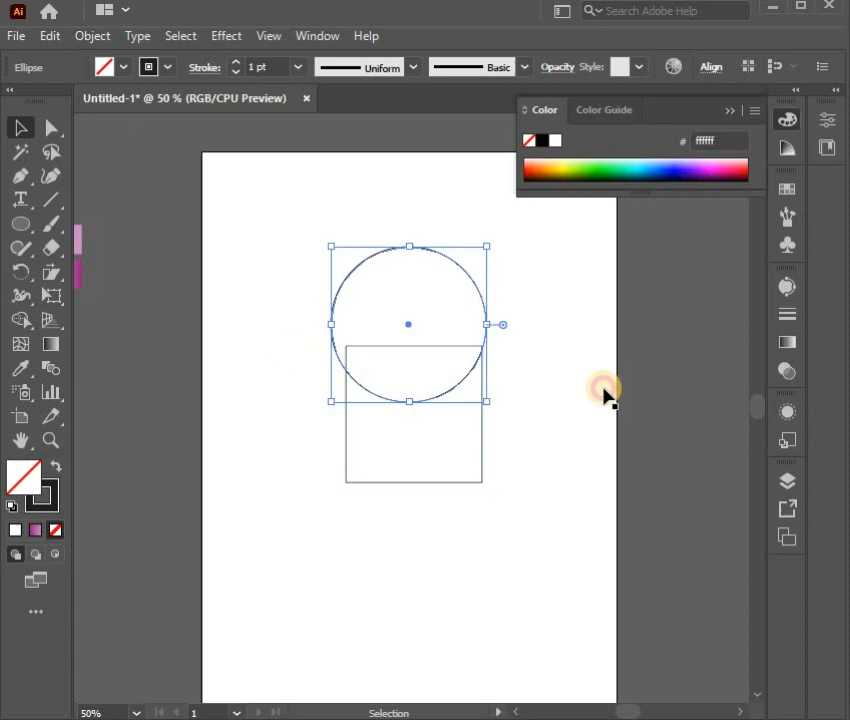 Ai
Search Adobe Help
File Edit Object Type Select Effect View Window Help
Ellipse Stroke: 1 pt Uniform Basic Opacity Style: Align
Untitled-1* @ 50 % (RGB/CPU Preview) ×
Color Color Guide
# ffffff
50% 1 Selection